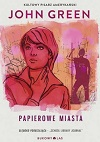 KULTOWY PISARZ AMERYKAŃSKI
JOHN GREEN
PAPIEROWE MIASTA
BUKOWY LAS